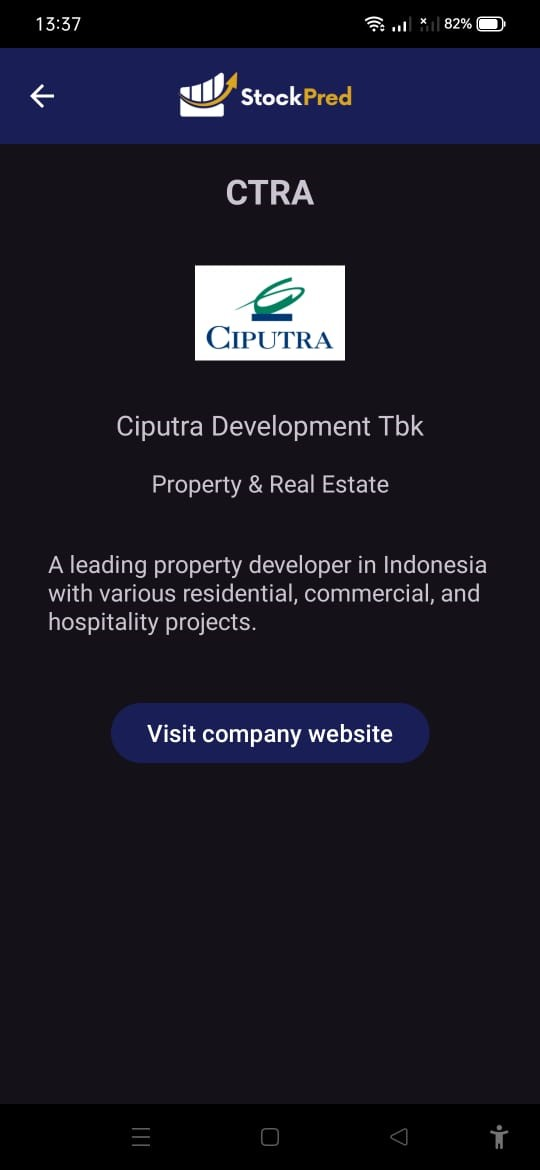 13:37
82%
StockPred
CTRA
CIPUTRA
Ciputra Development Tbk
Property & Real Estate
A leading property developer in Indonesia
with various residential, commercial, and
hospitality projects.
Visit company website